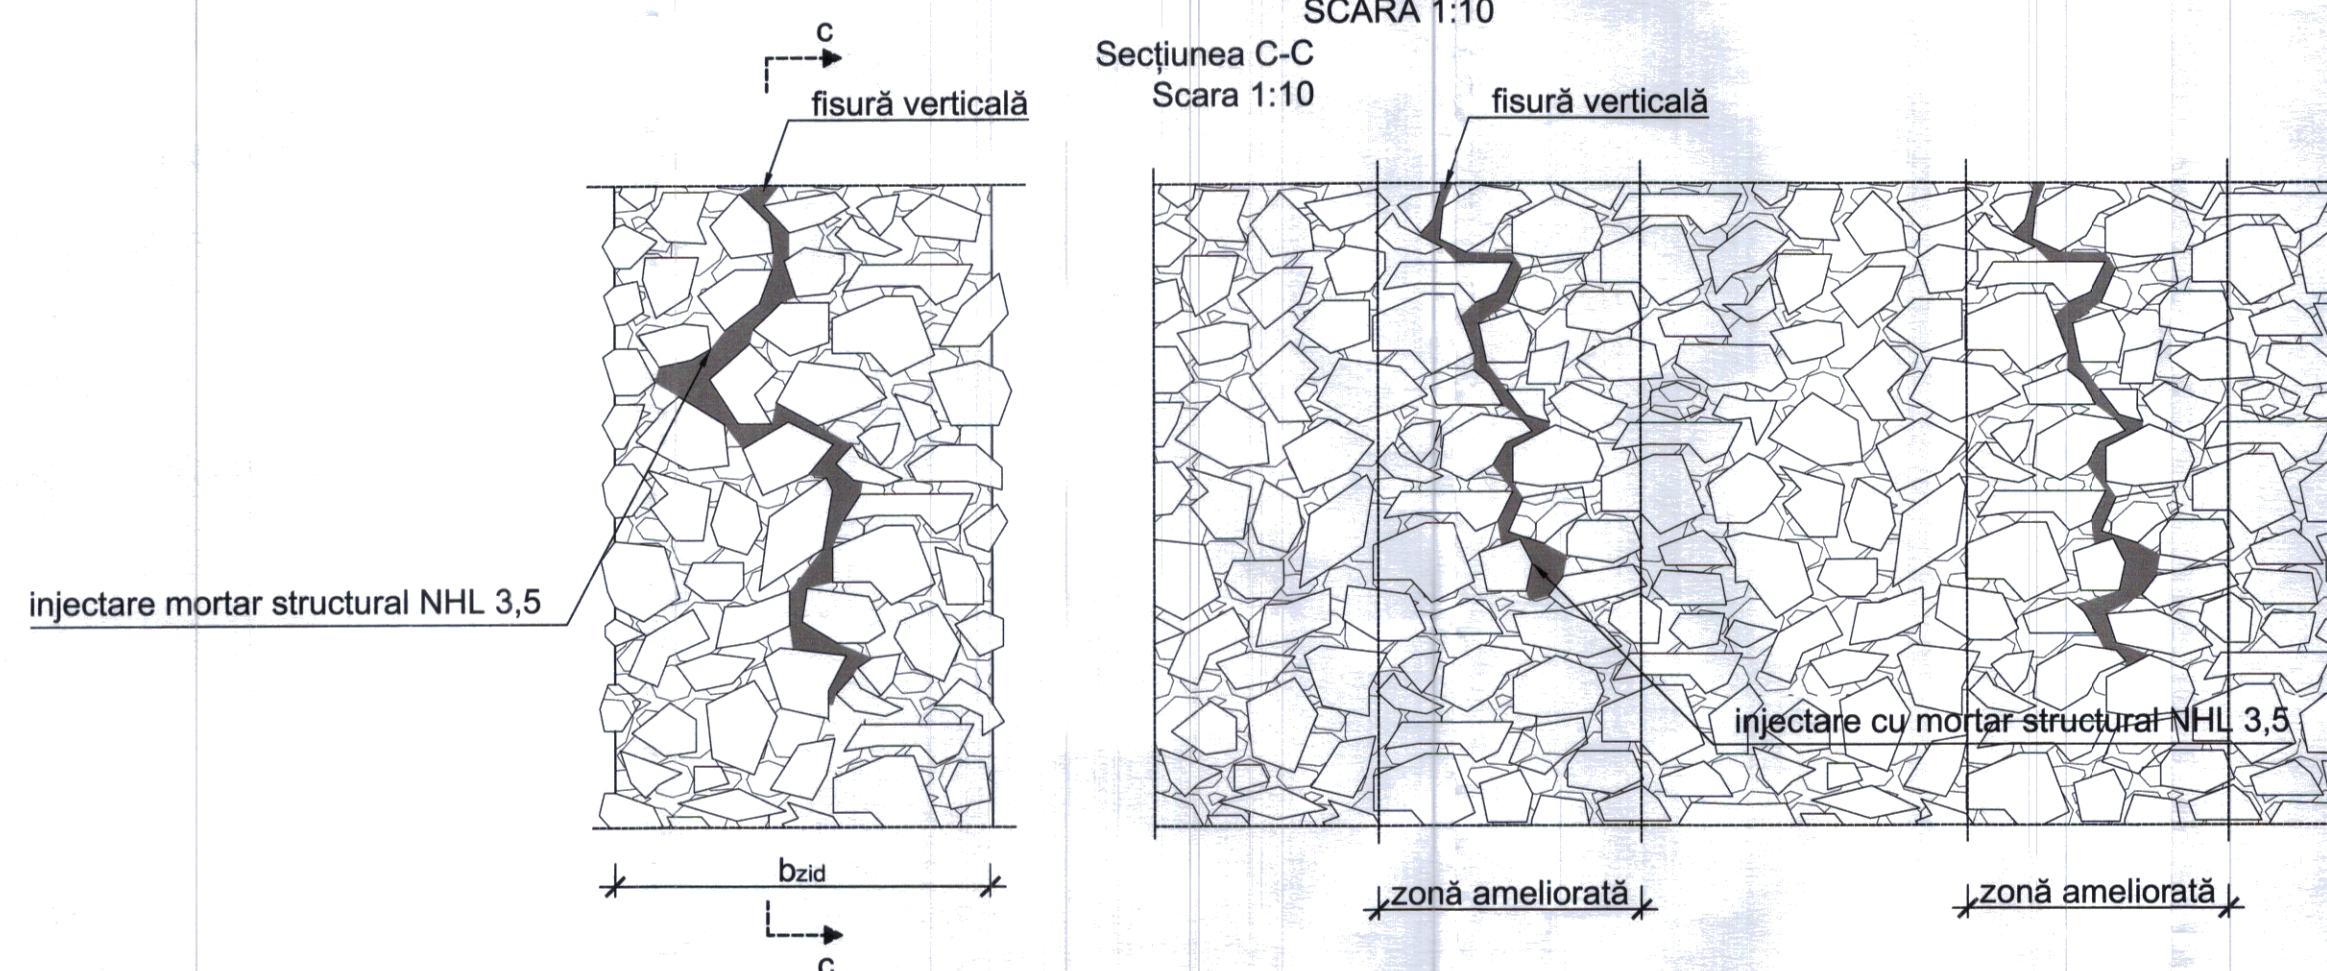 SCARA 1:10
c
Secțiunea C-C
Scara 1:10
fisură verticală
fisură verticală
injectare mortar structural NHL 3,5
injectare cu mortar structural NHL 3,5
bzid
zonă ameliorată
zonă ameliorată
c